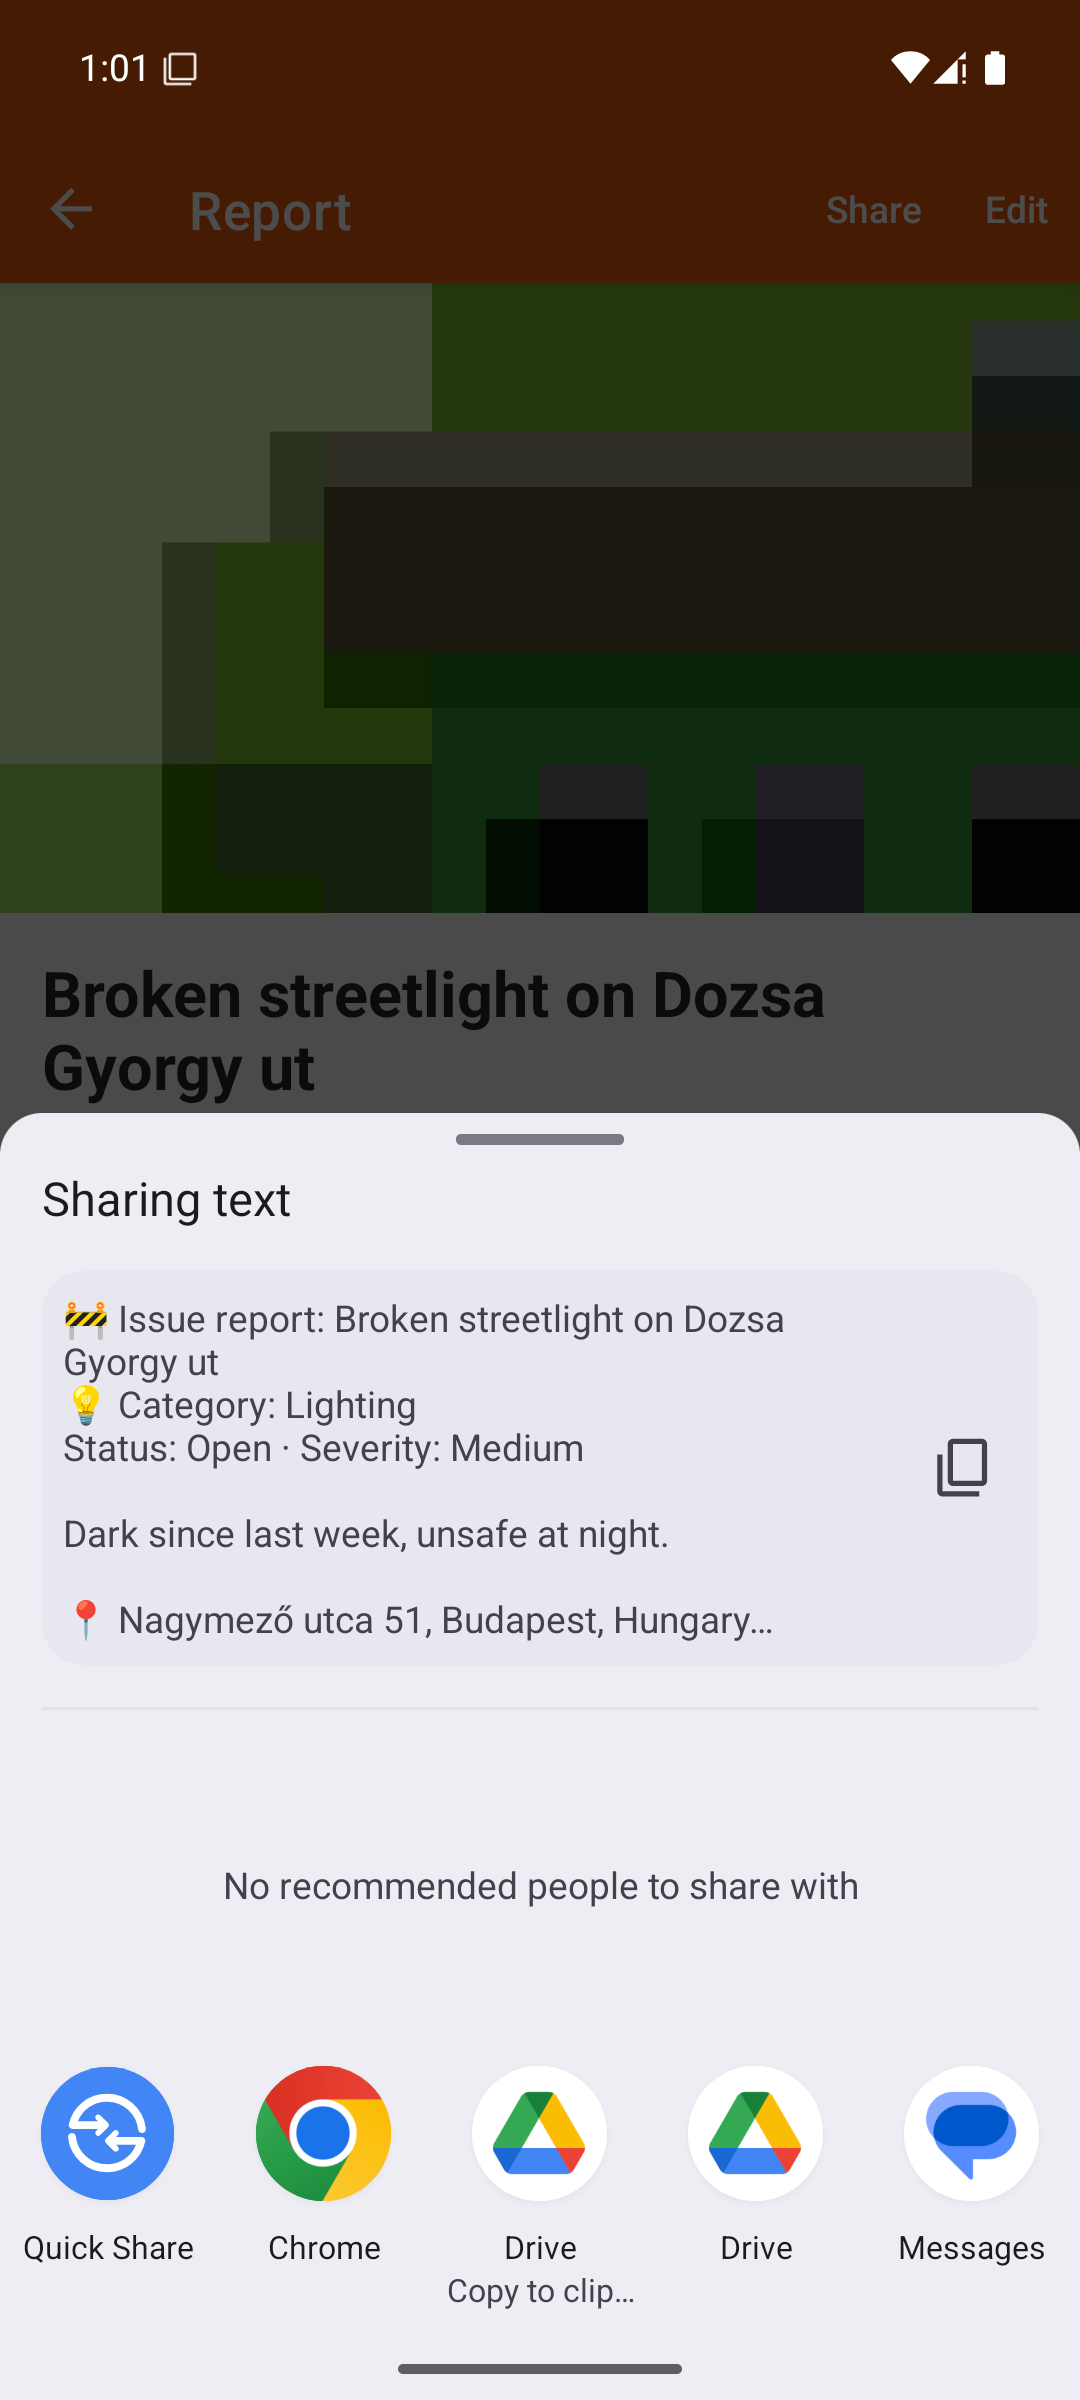 1:01
Report
Share
Edit
Broken streetlight on Dozsa
Gyorgy ut
Sharing text
🚧 Issue report: Broken streetlight on Dozsa
Gyorgy ut
💡 Category: Lighting
Status: Open · Severity: Medium
Dark since last week, unsafe at night.
📍 Nagymező utca 51, Budapest, Hungary…
No recommended people to share with
Quick Share
Chrome
Drive
Drive
Messages
Copy to clip…